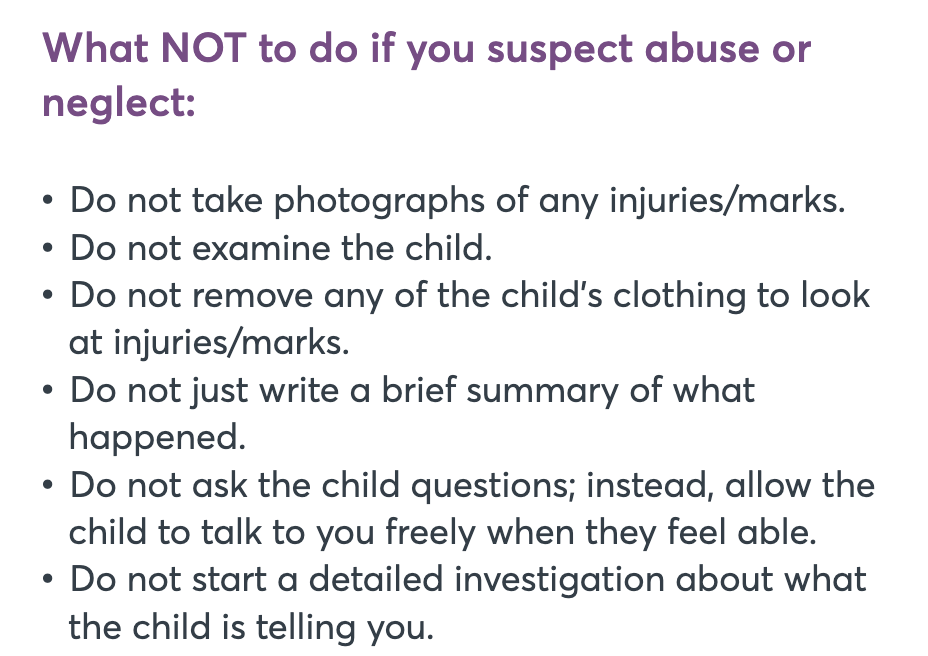 What NOT to do if you suspect abuse or
neglect:
• Do not take photographs of any injuries/marks.
• Do not examine the child.
• Do not remove any of the child’s clothing to look
at injuries/marks.
• Do not just write a brief summary of what
happened.
• Do not ask the child questions; instead, allow the
child to talk to you freely when they feel able.
• Do not start a detailed investigation about what
the child is telling you.